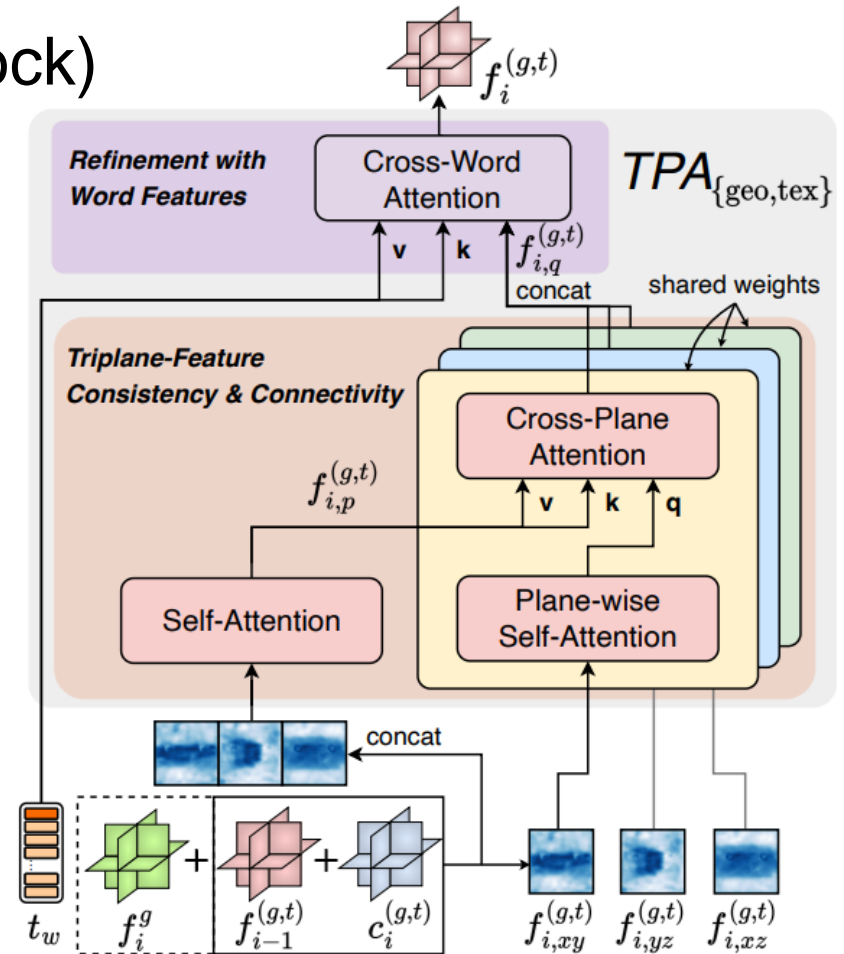 ock)
f_i^{(g,t)}
Refinement with
Word Features
Cross-Word
Attention
TPA_{geo,tex}
v
k
f_{i,q}^{(g,t)}
concat
shared weights
Triplane-Feature
Consistency & Connectivity
Cross-Plane
Attention
f_{i,p}^{(g,t)}
v
k
q
Self-Attention
Plane-wise
Self-Attention
concat
+
+
t_w
f_i^g
f_{i-1}^{(g,t)}
c_i^{(g,t)}
f_{i,xy}^{(g,t)}
f_{i,yz}^{(g,t)}
f_{i,xz}^{(g,t)}